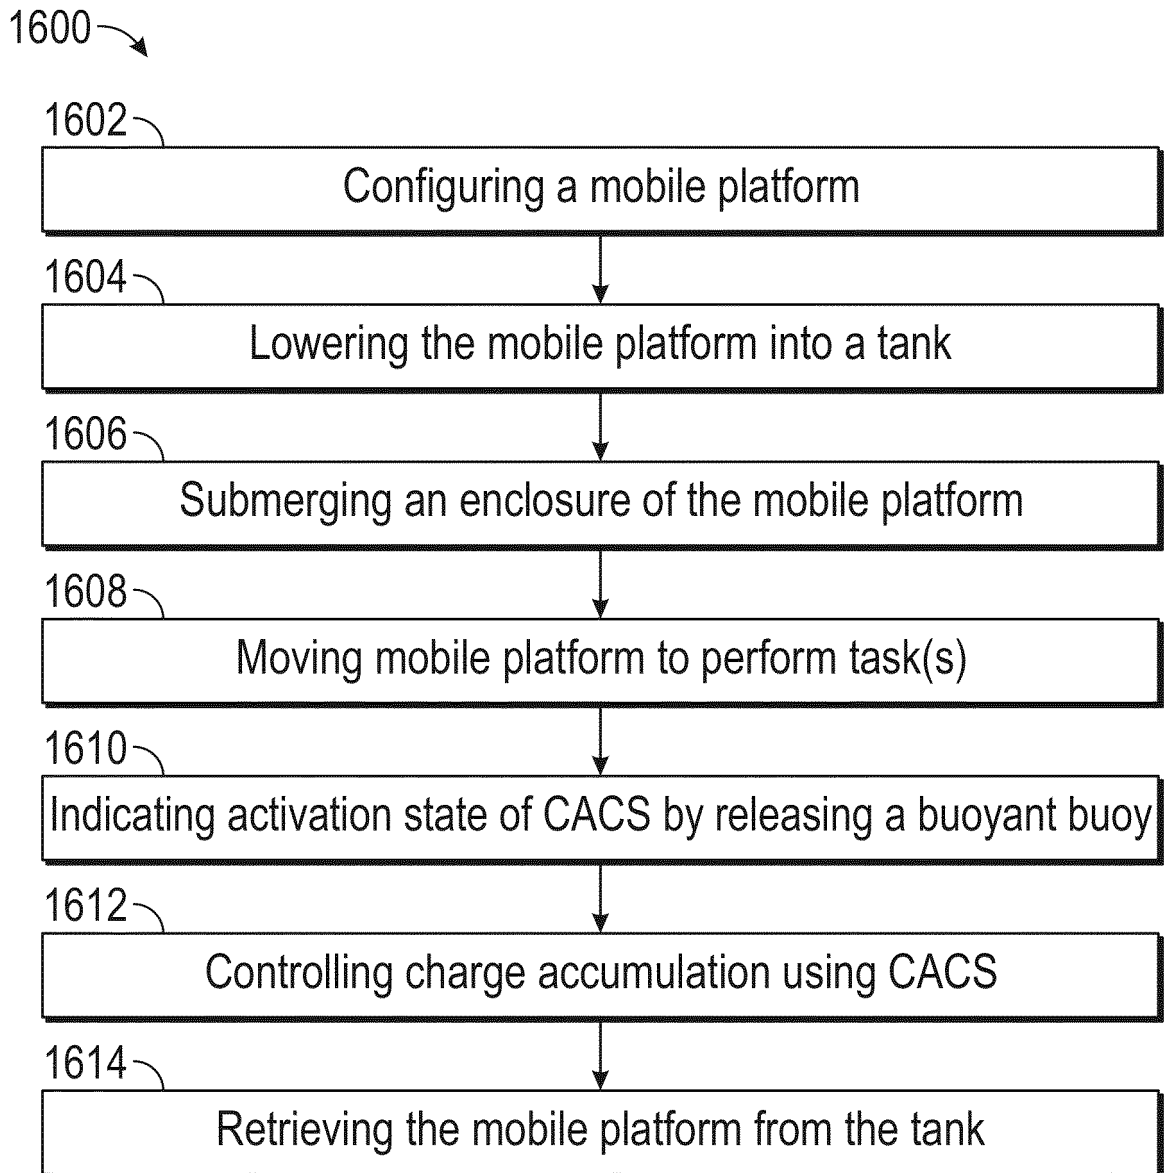 1600
1602
Configuring a mobile platform
1604
Lowering the mobile platform into a tank
1606
Submerging an enclosure of the mobile platform
1608
Moving mobile platform to perform task(s)
1610
Indicating activation state of CACS by releasing a buoyant buoy
1612
Controlling charge accumulation using CACS
1614
Retrieving the mobile platform from the tank